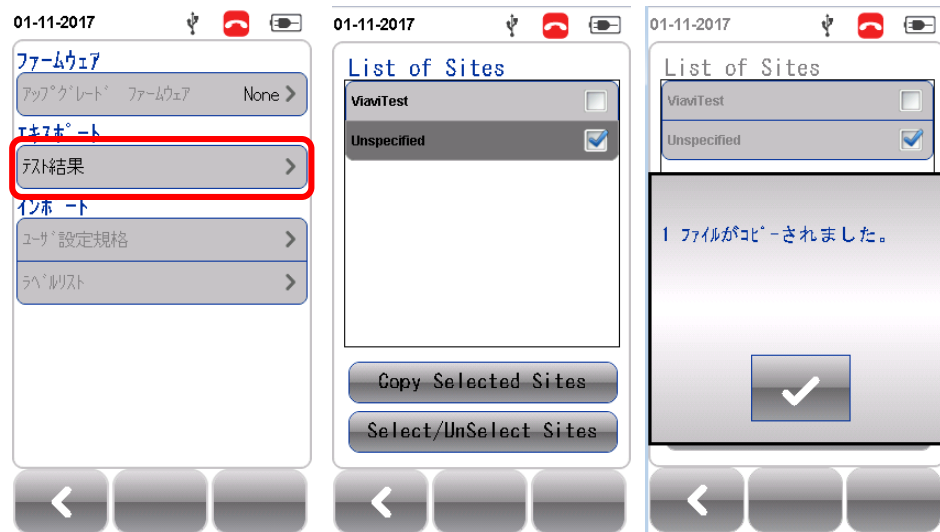 01-11-2017
ファームウェア
アップグレード ファームウェア None
エキスポート
テスト結果
インポート
ユーザ設定規格
ラベルリスト
01-11-2017
List of Sites
ViaviTest
Unspecified
Copy Selected Sites
Select/UnSelect Sites
01-11-2017
List of Sites
ViaviTest
Unspecified
1 ファイルがコピーされました。